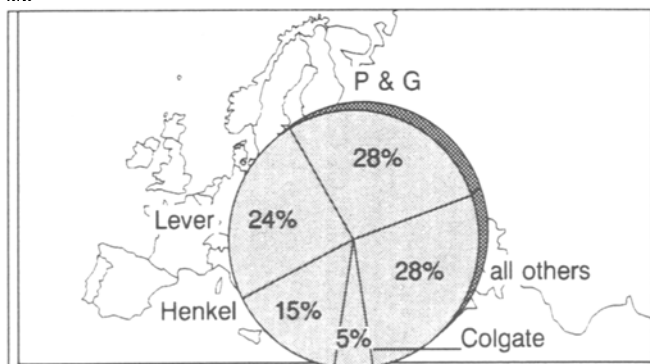 P & G
28%
Lever
24%
28%
all others
Henkel
15%
5%
Colgate